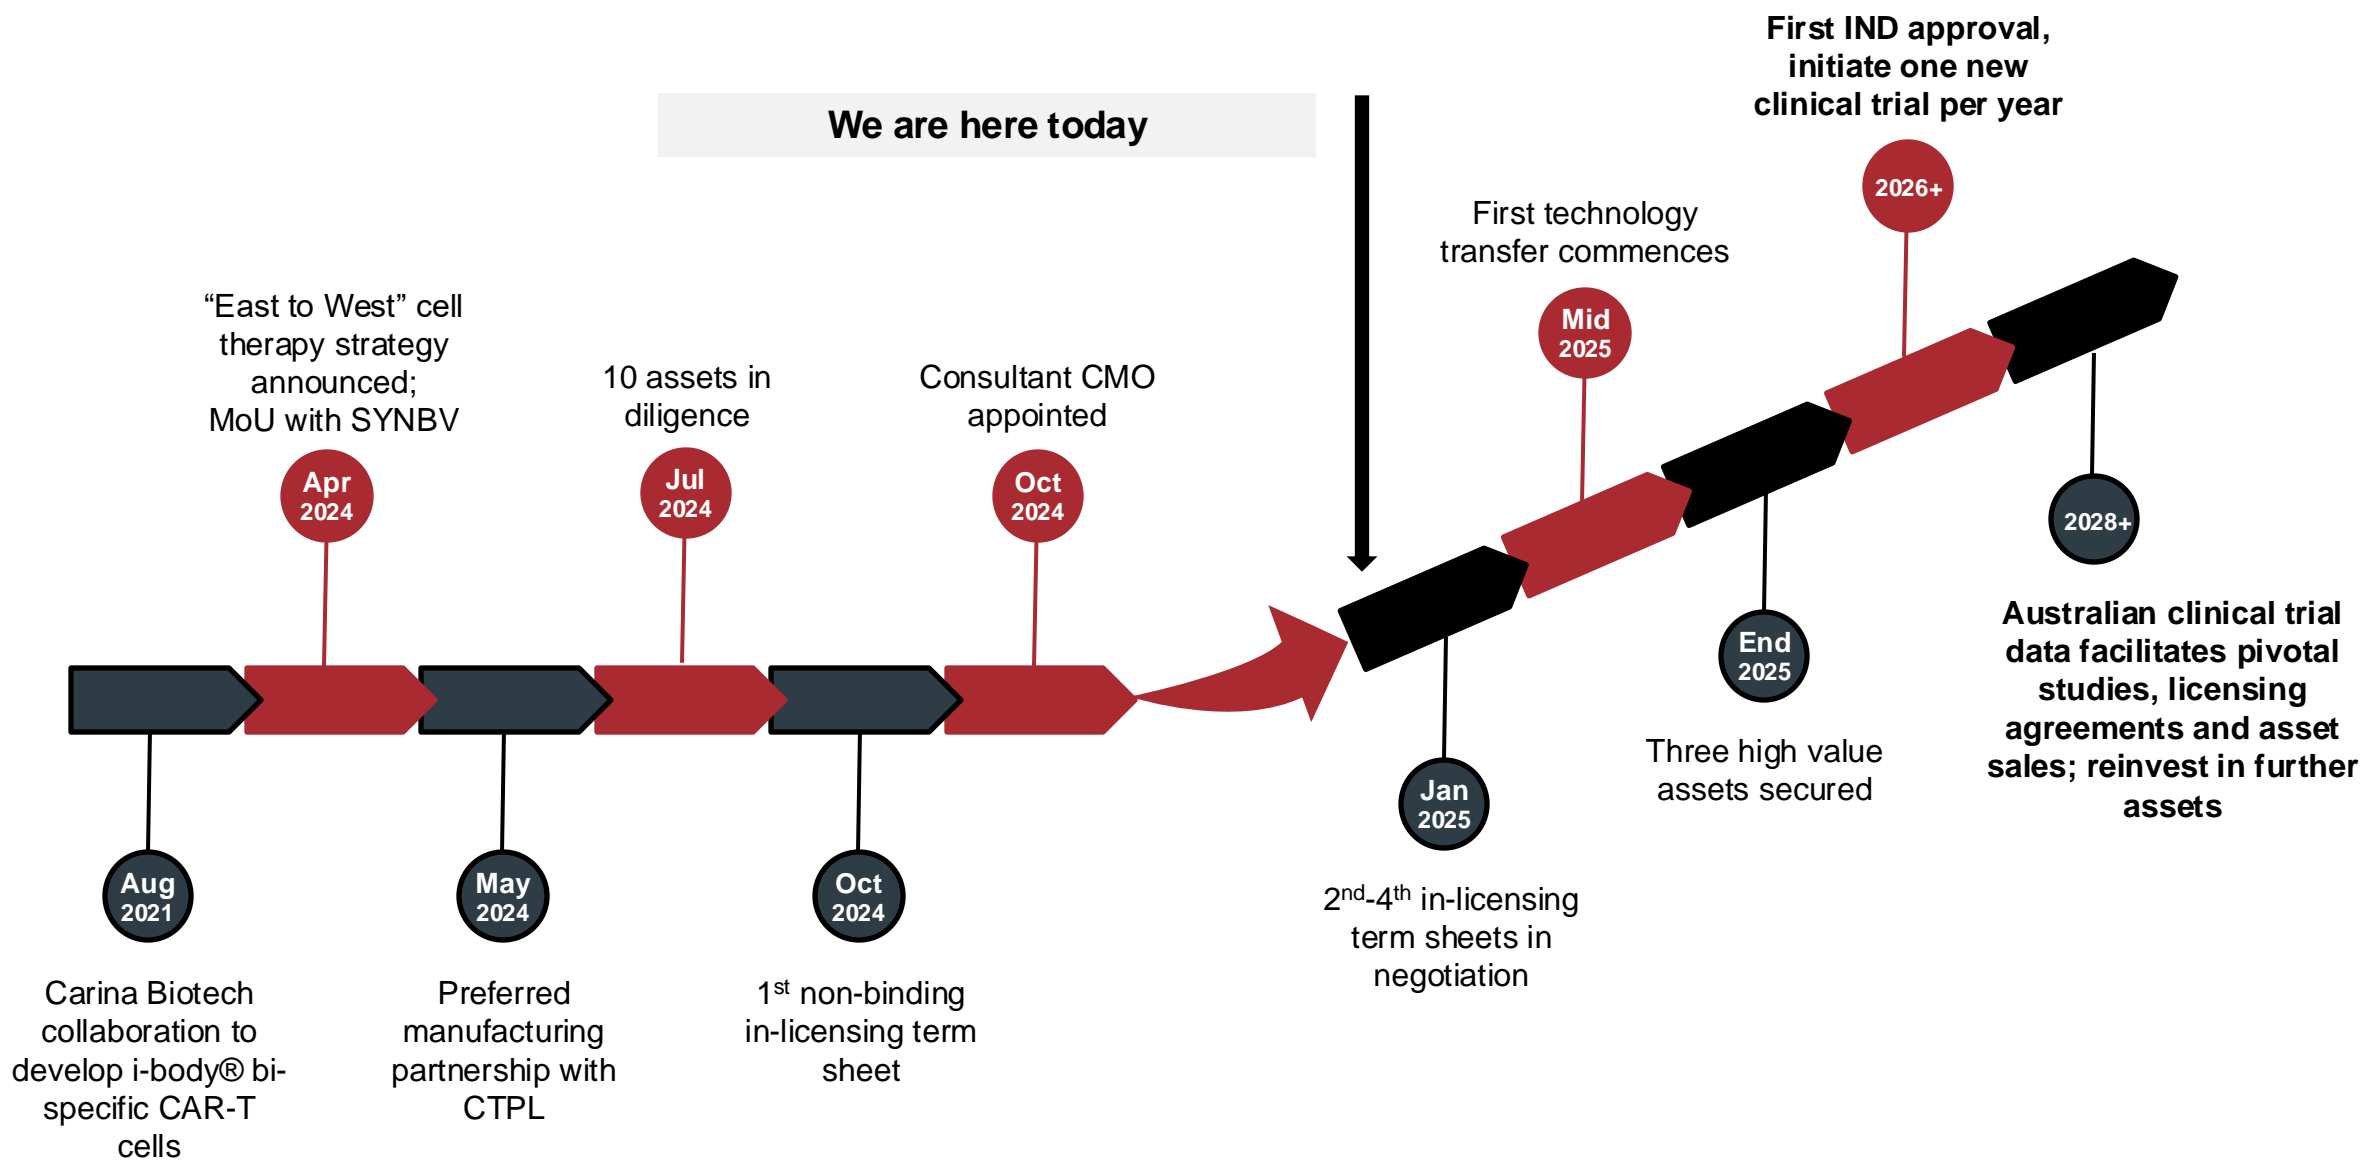 We are here today
Aug
2021
Carina Biotech
collaboration to
develop i-body® bi-
specific CAR-T
cells
“East to West” cell
therapy strategy
announced;
MoU with SYNBV
Apr
2024
May
2024
Preferred
manufacturing
partnership with
CTPL
10 assets in
diligence
Jul
2024
Oct
2024
1st non-binding
in-licensing term
sheet
Consultant CMO
appointed
Oct
2024
Jan
2025
2nd-4th in-licensing
term sheets in
negotiation
First technology
transfer commences
Mid
2025
End
2025
Three high value
assets secured
First IND approval,
initiate one new
clinical trial per year
2026+
2028+
Australian clinical trial
data facilitates pivotal
studies, licensing
agreements and asset
sales; reinvest in further
assets